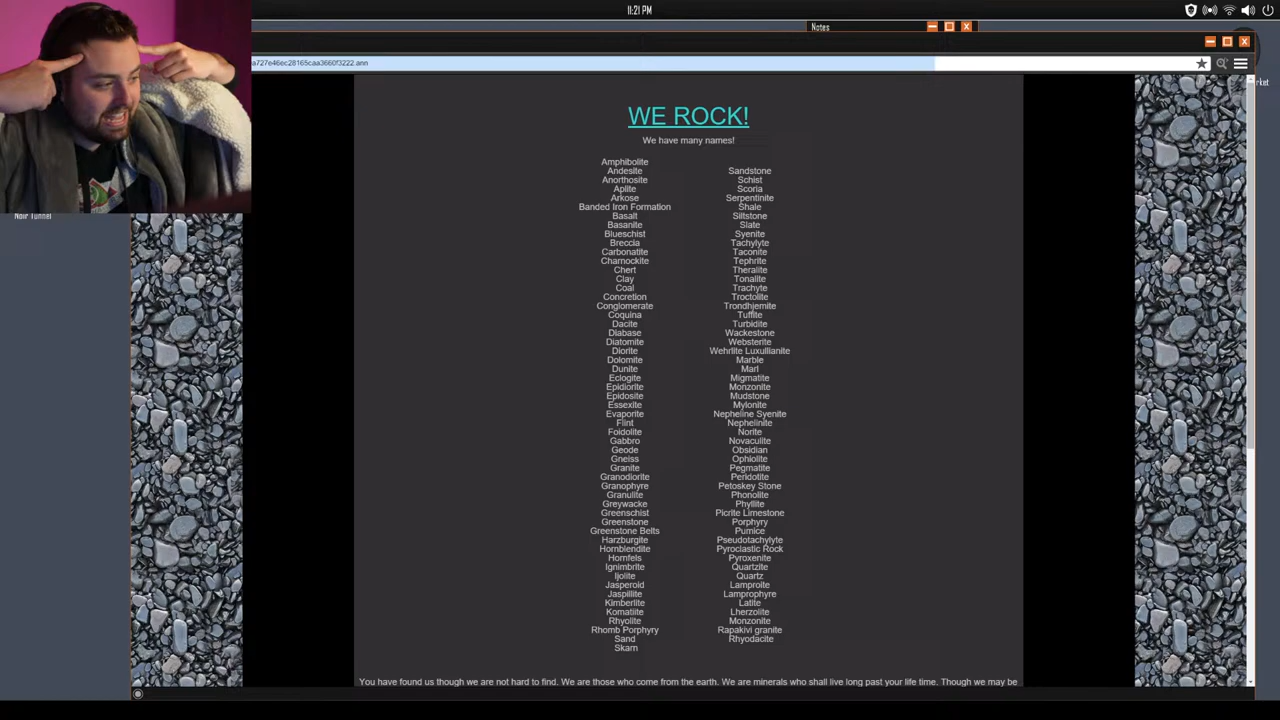 11:21 PM
Notes
a727e46ec28165caa3660f3222.ann
rket
Noir Tunnel
WE ROCK!
We have many names!
Amphibolite
Andesite
Anorthosite
Aplite
Arkose
Banded Iron Formation
Basalt
Basanite
Blueschist
Breccia
Carbonatite
Charnockite
Chert
Clay
Coal
Concretion
Conglomerate
Coquina
Dacite
Diabase
Diatomite
Diorite
Dolomite
Dunite
Eclogite
Epidiorite
Epidosite
Essexite
Evaporite
Flint
Foidolite
Gabbro
Geode
Gneiss
Granite
Granodiorite
Granophyre
Granulite
Greywacke
Greenschist
Greenstone
Greenstone Belts
Harzburgite
Hornblendite
Hornfels
Ignimbrite
Ijolite
Jasperoid
Jaspillite
Kimberlite
Komatiite
Rhyolite
Rhomb Porphyry
Sand
Skarn
Sandstone
Schist
Scoria
Serpentinite
Shale
Siltstone
Slate
Syenite
Tachylyte
Taconite
Tephrite
Theralite
Tonalite
Trachyte
Troctolite
Trondhjemite
Tuffite
Turbidite
Wackestone
Websterite
Wehrlite Luxullianite
Marble
Marl
Migmatite
Monzonite
Mudstone
Mylonite
Nepheline Syenite
Nephelinite
Norite
Novaculite
Obsidian
Ophiolite
Pegmatite
Peridotite
Petoskey Stone
Phonolite
Phyllite
Picrite Limestone
Porphyry
Pumice
Pseudotachylyte
Pyroclastic Rock
Pyroxenite
Quartzite
Quartz
Lamproite
Lamprophyre
Latite
Lherzolite
Monzonite
Rapakivi granite
Rhyodacite
You have found us though we are not hard to find. We are those who come from the earth. We are minerals who shall live long past your life time. Though we may be